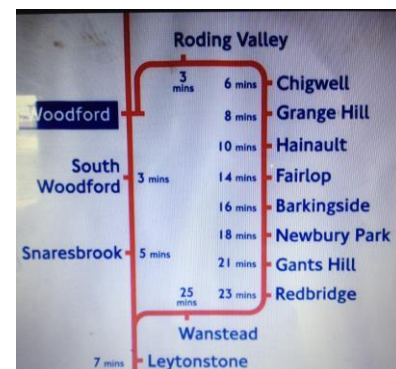 Roding Valley
3
mins
6 mins
Chigwell
Woodford
8 mins
Grange Hill
10 mins
Hainault
South
Woodford
3 mins
14 mins
Fairlop
16 mins
Barkingside
18 mins
Newbury Park
Snaresbrook
5 mins
21 mins
Gants Hill
25
mins
23 mins
Redbridge
Wanstead
7 mins
Leytonstone